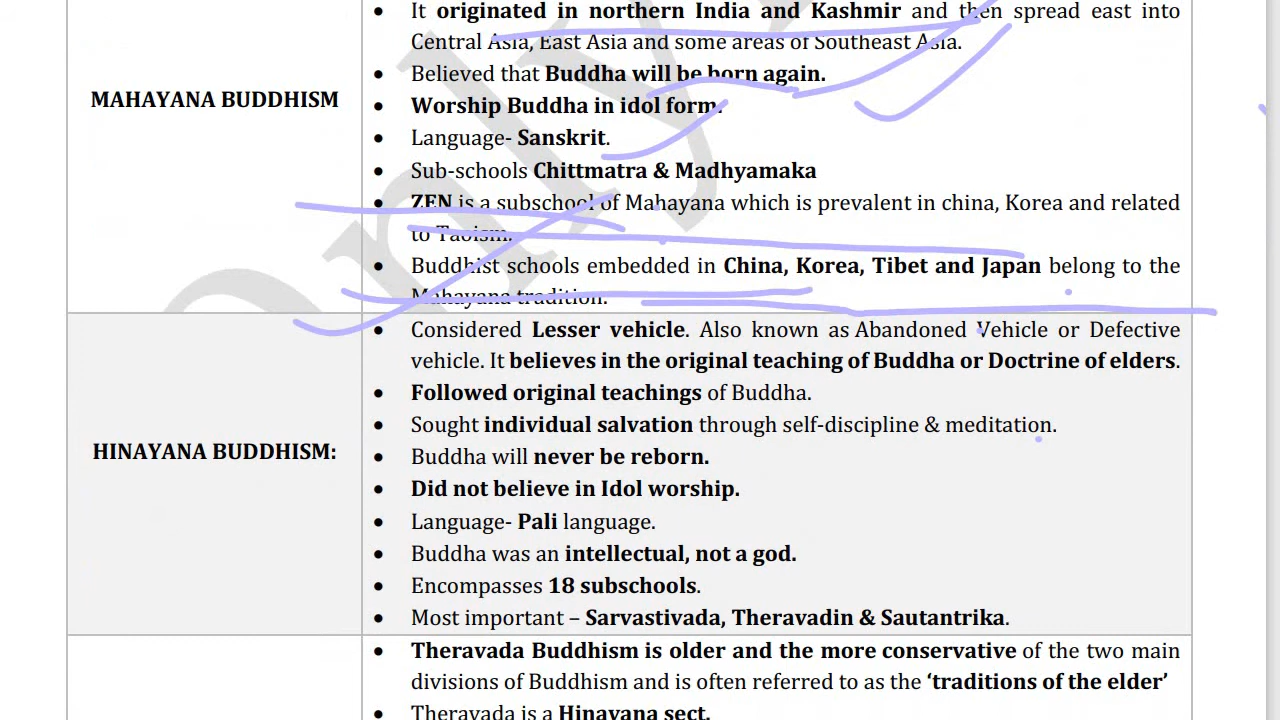 • It originated in northern India and Kashmir and then spread east into
Central Asia, East Asia and some areas of Southeast Asia.
• Believed that Buddha will be born again.
MAHAYANA BUDDHISM
• Worship Buddha in idol form.
• Language- Sanskrit.
• Sub-schools Chittmatra & Madhyamaka
• ZEN is a subschool of Mahayana which is prevalent in china, Korea and related
to Taoism.
• Buddhist schools embedded in China, Korea, Tibet and Japan belong to the
Mahayana tradition.
• Considered Lesser vehicle. Also known as Abandoned Vehicle or Defective
vehicle. It believes in the original teaching of Buddha or Doctrine of elders.
• Followed original teachings of Buddha.
• Sought individual salvation through self-discipline & meditation.
HINAYANA BUDDHISM:
• Buddha will never be reborn.
• Did not believe in Idol worship.
• Language- Pali language.
• Buddha was an intellectual, not a god.
• Encompasses 18 subschools.
• Most important – Sarvastivada, Theravadin & Sautantrika.
• Theravada Buddhism is older and the more conservative of the two main
divisions of Buddhism and is often referred to as the ‘traditions of the elder’
• Theravada is a Hinayana sect.